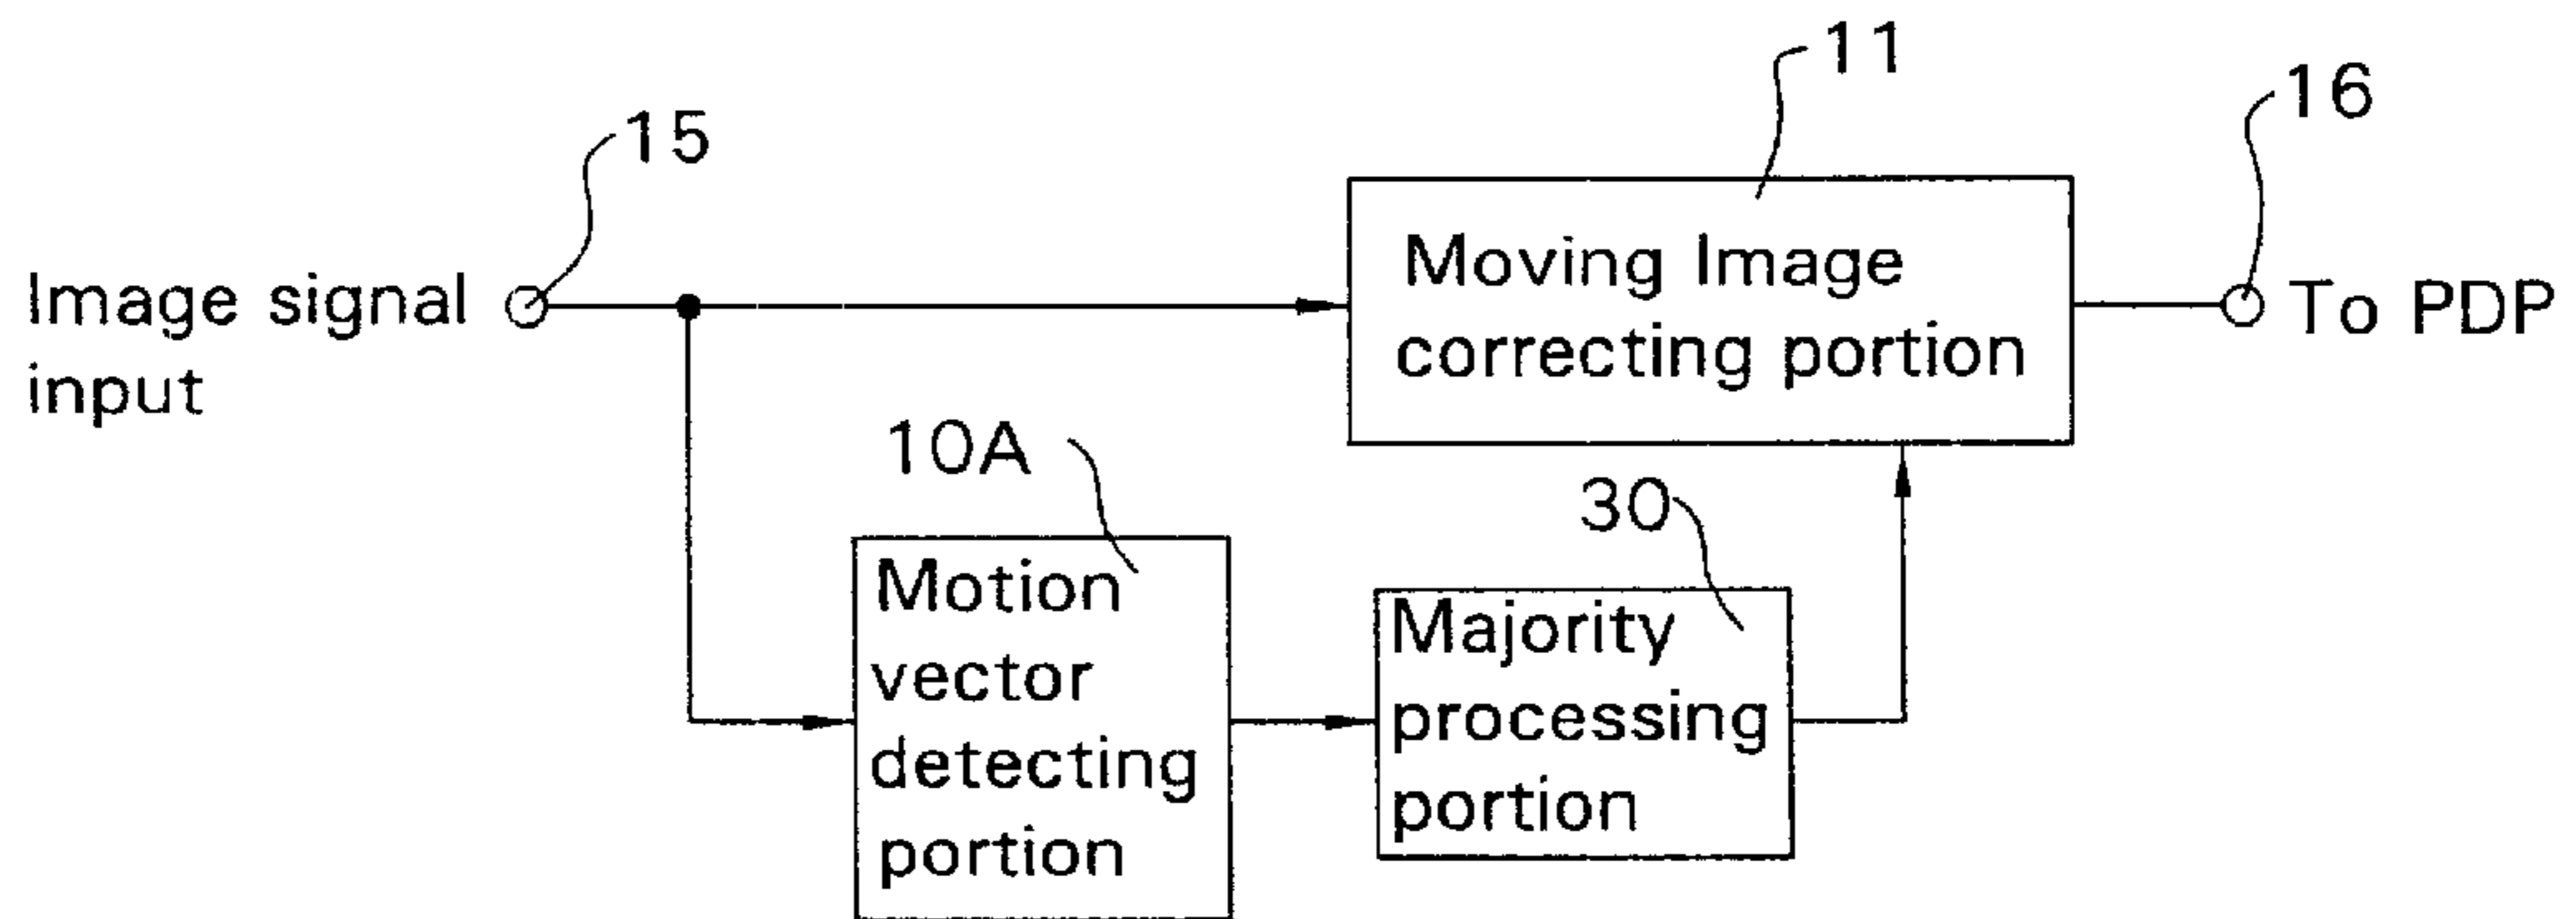 11
16
15
Image signal
input
Moving Image
correcting portion
To PDP
10A
30
Motion
vector
detecting
portion
Majority
processing
portion